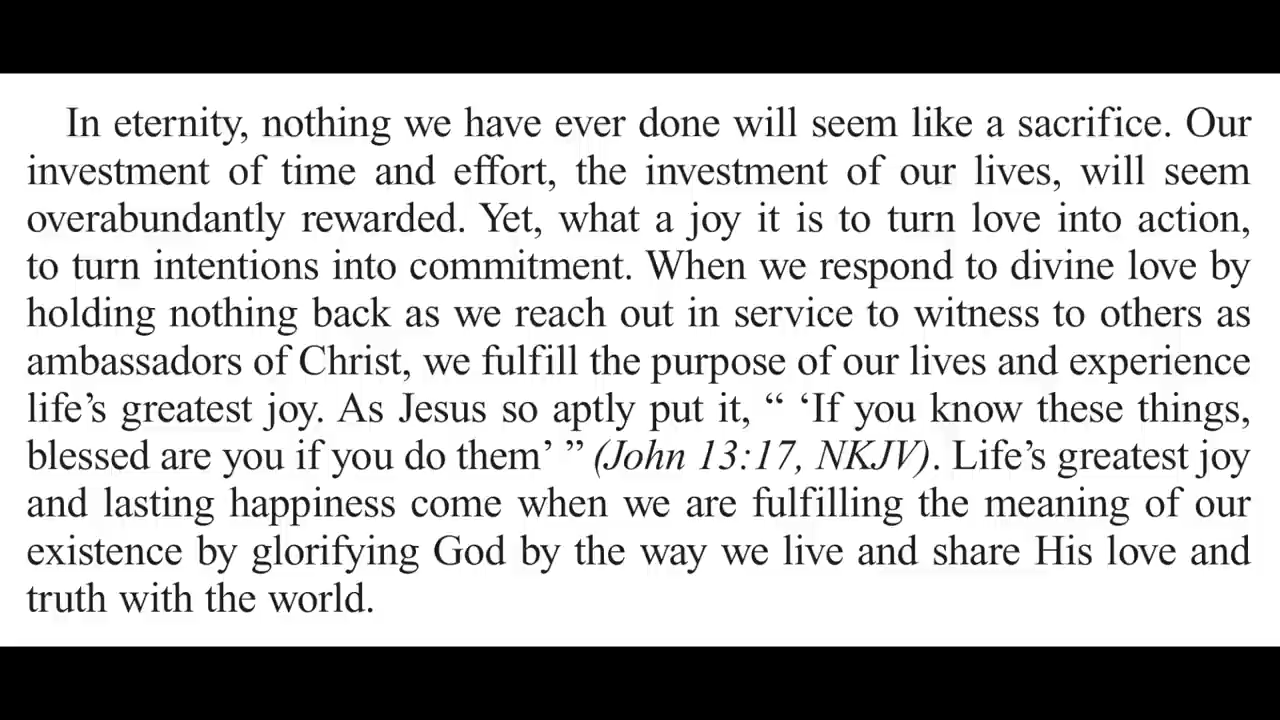 In eternity, nothing we have ever done will seem like a sacrifice. Our
investment of time and effort, the investment of our lives, will seem
overabundantly rewarded. Yet, what a joy it is to turn love into action,
to turn intentions into commitment. When we respond to divine love by
holding nothing back as we reach out in service to witness to others as
ambassadors of Christ, we fulfill the purpose of our lives and experience
life’s greatest joy. As Jesus so aptly put it, “ ‘If you know these things,
blessed are you if you do them’ ” (John 13:17, NKJV). Life’s greatest joy
and lasting happiness come when we are fulfilling the meaning of our
existence by glorifying God by the way we live and share His love and
truth with the world.